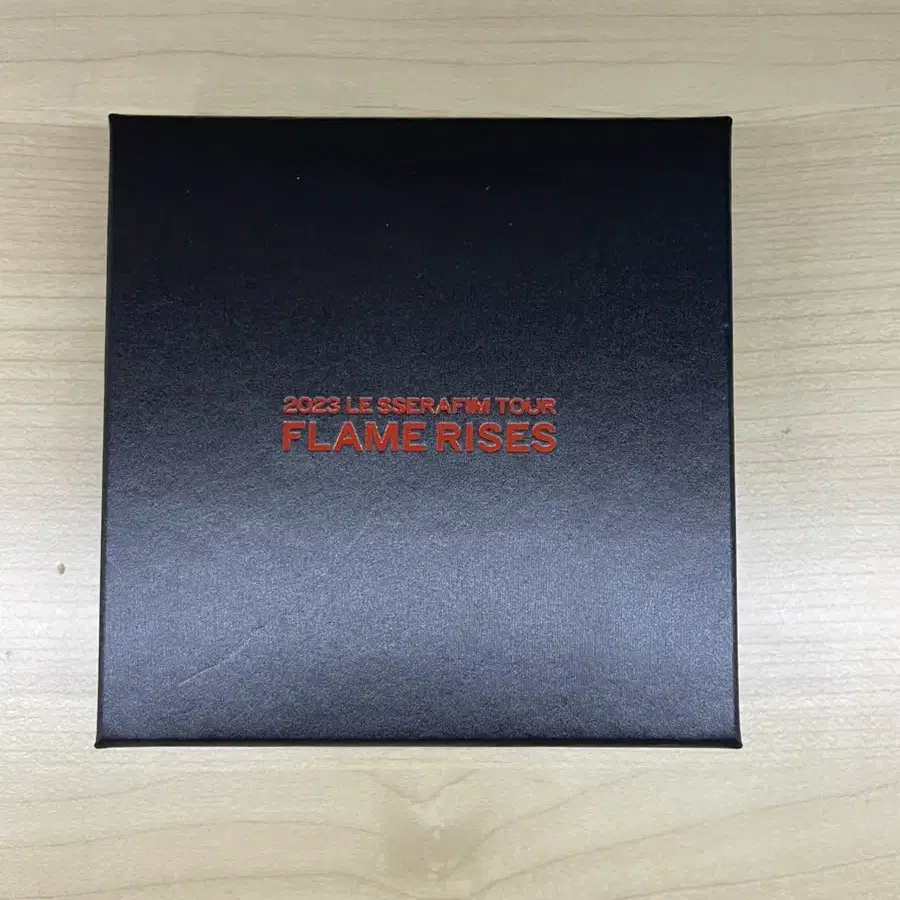 2023 LE SSERAFIM TOUR
FLAME RISES